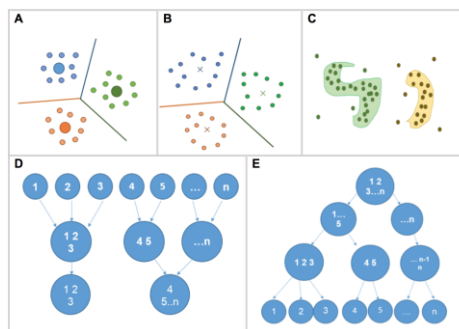 A
B
C
D
1 2 3 4 5 ... n
1 2
3
4 5
...n
1 2
3
4
5..n
E
1 2
3...n
1...
5
...n
1 2 3
4 5
... n-1
n
1 2 3 4 5 ... n